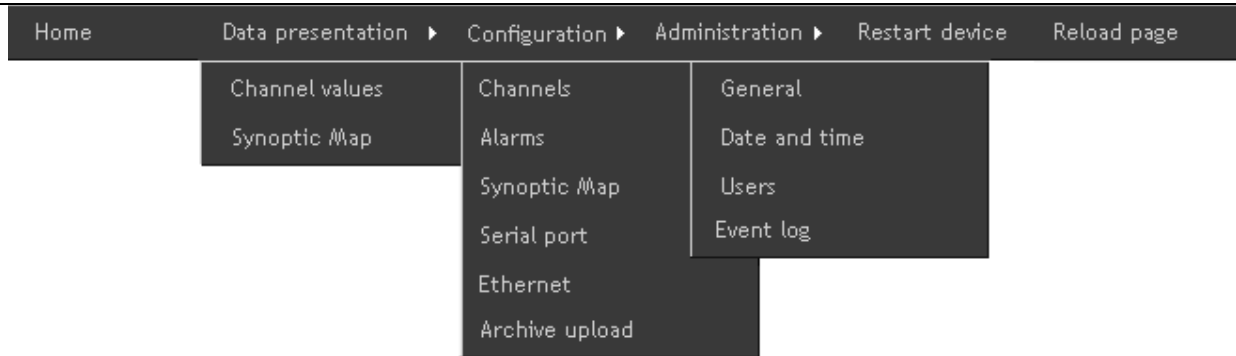 Home Data presentation Configuration Administration Restart device Reload page
Channel values Channels General
Synoptic Map Alarms Date and time
Synoptic Map Users
Serial port Event log
Ethernet
Archive upload